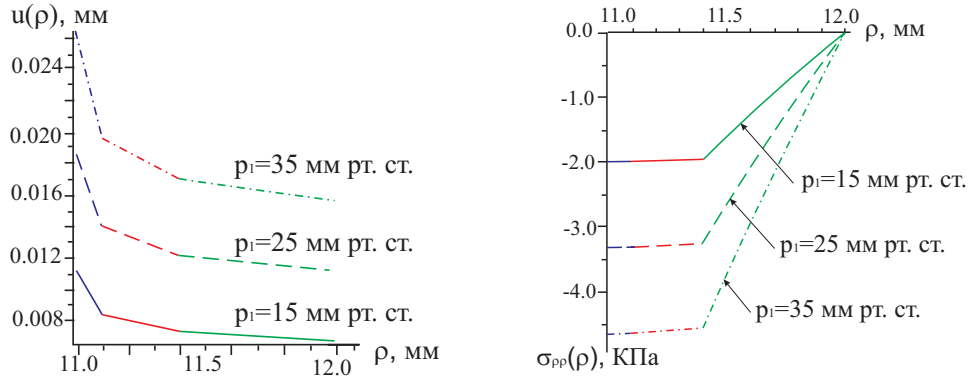 u(ρ), мм
0.024
0.020
0.016
0.012
0.008
p₁=35 мм рт. ст.
p₁=25 мм рт. ст.
p₁=15 мм рт. ст.
11.0 11.5 12.0
ρ, мм
11.0 11.5 12.0
ρ, мм
0.0
-1.0
-2.0
-3.0
-4.0
p₁=15 мм рт. ст.
p₁=25 мм рт. ст.
p₁=35 мм рт. ст.
σρρ(ρ), КПа